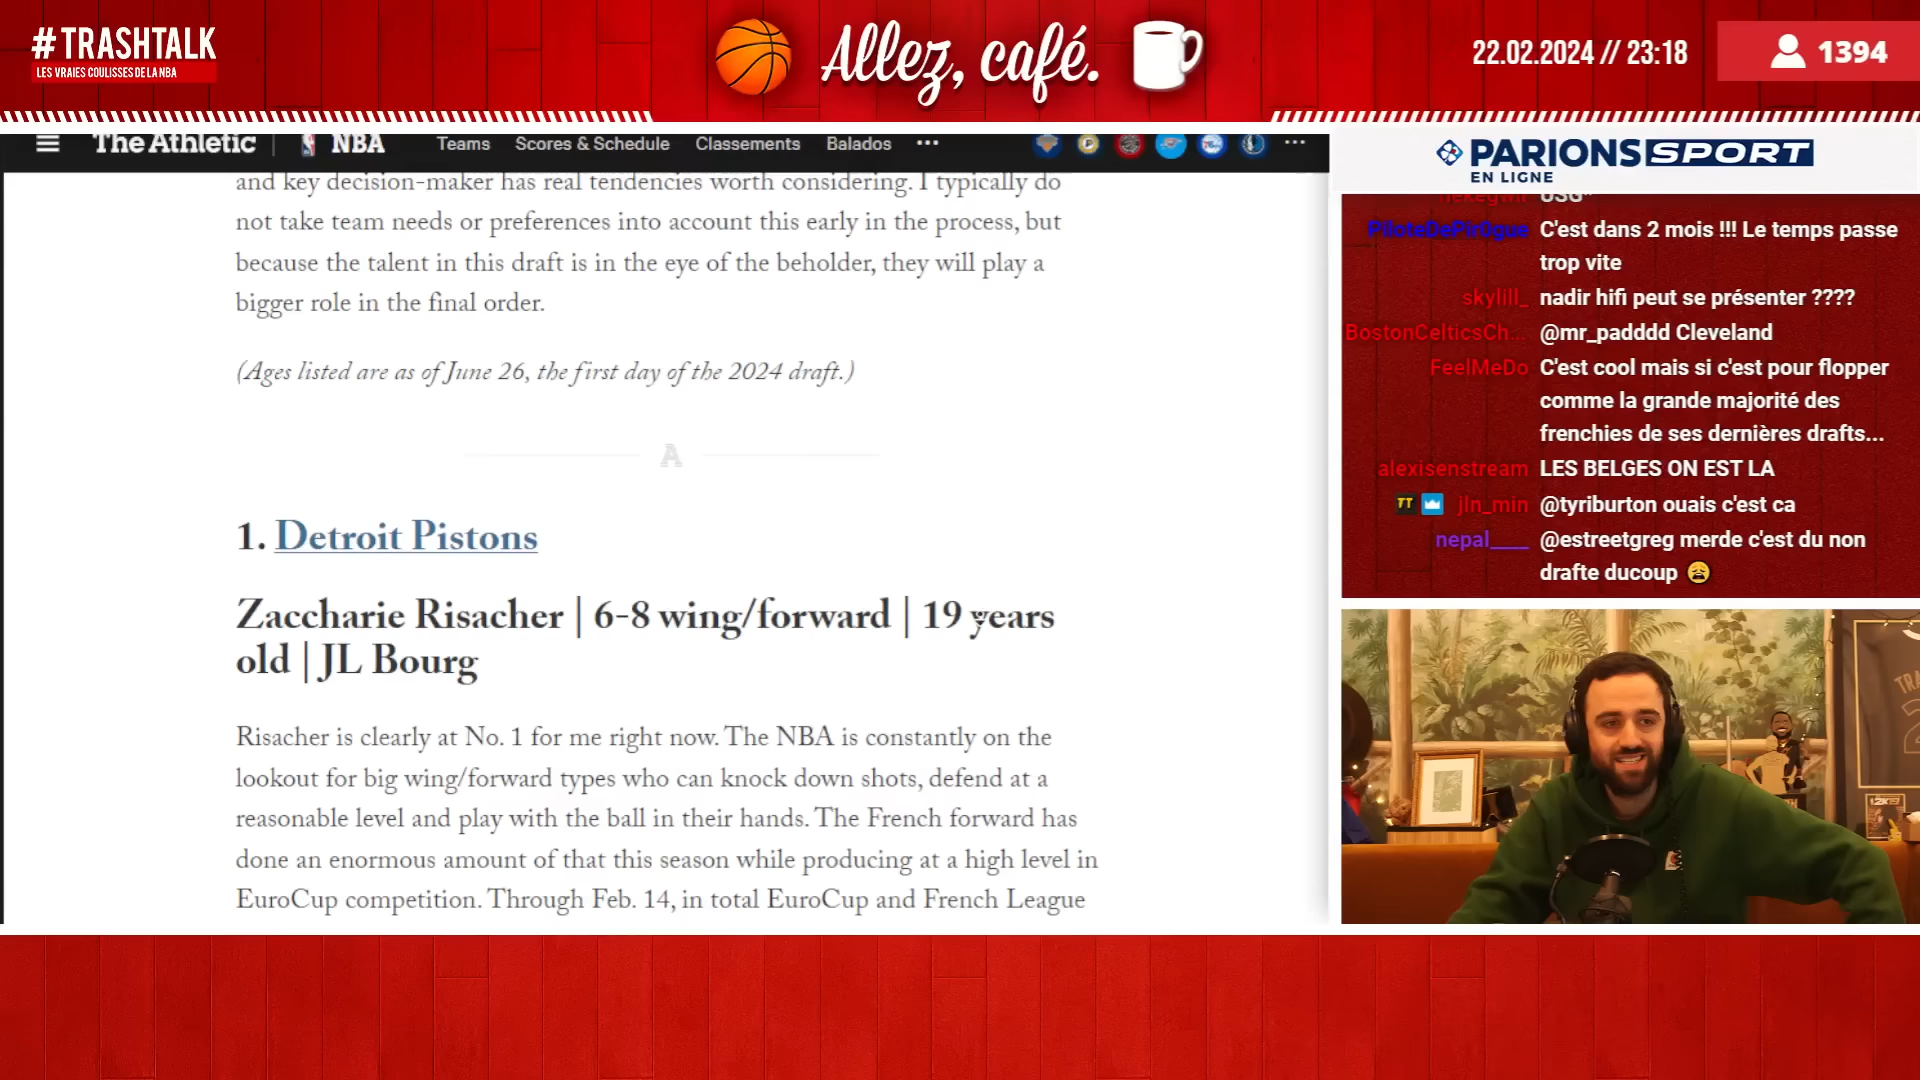 #TRASHTALK
LES VRAIES COULISSES DE LA NBA
Allez, café.
22.02.2024 // 23:18
1394
The Athletic
NBA
Teams
Scores & Schedule
Classements
Balados
and key decision-maker has real tendencies worth considering. I typically do
not take team needs or preferences into account this early in the process, but
because the talent in this draft is in the eye of the beholder, they will play a
bigger role in the final order.
(Ages listed are as of June 26, the first day of the 2024 draft.)
A
1. Detroit Pistons
Zaccharie Risacher | 6-8 wing/forward | 19 years
old | JL Bourg
Risacher is clearly at No. 1 for me right now. The NBA is constantly on the
lookout for big wing/forward types who can knock down shots, defend at a
reasonable level and play with the ball in their hands. The French forward has
done an enormous amount of that this season while producing at a high level in
EuroCup competition. Through Feb. 14, in total EuroCup and French League
PARIONS SPORT
EN LIGNE
PiloteDePir0gue C'est dans 2 mois !!! Le temps passe
trop vite
skylill_ nadir hifi peut se présenter ????
BostonCelticsCh... @mr_padddd Cleveland
FeelMeDo C'est cool mais si c'est pour flopper
comme la grande majorité des
frenchies de ses dernières drafts...
alexisenstream LES BELGES ON EST LA
TT jln_min @tyriburton ouais c'est ca
nepal____ @estreetgreg merde c'est du non
drafte ducoup
TRA
2K19